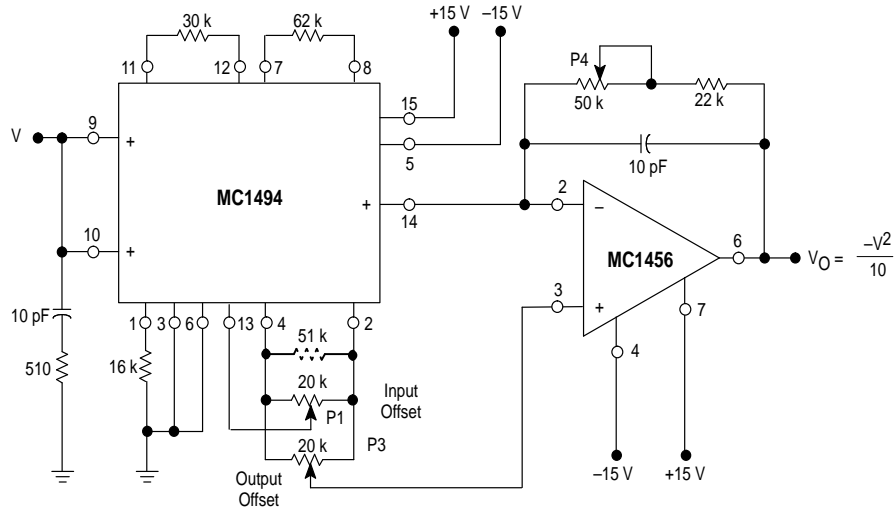 30 k
62 k
+15 V
–15 V
11
12
7
8
P4
50 k
22 k
15
V
9
+
5
10 pF
MC1494
+
14
2
–
10
+
MC1456
6
V_O = –V²/10
3
+
7
10 pF
1
3
6
13
4
2
4
51 k
510
16 k
20 k
Input
Offset
P1
20 k
P3
Output
Offset
–15 V
+15 V